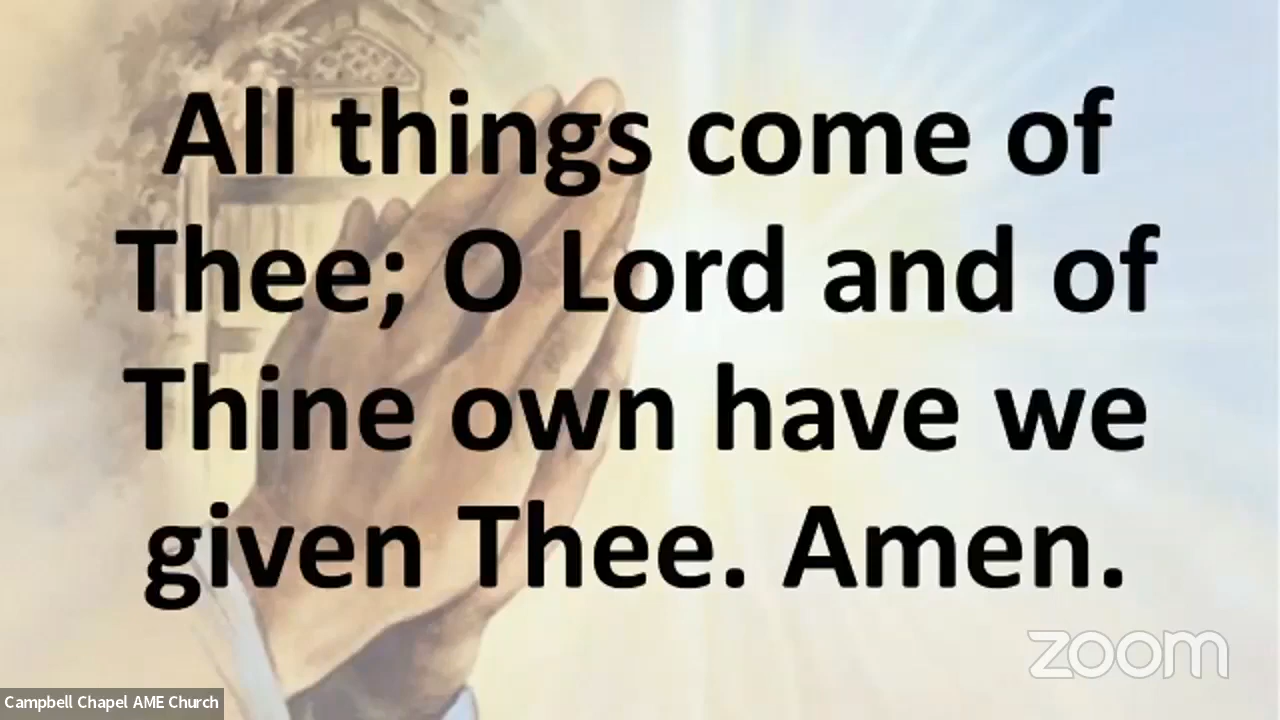 All things come of
Thee; O Lord and of
Thine own have we
given Thee. Amen.
zoom
Campbell Chapel AME Church